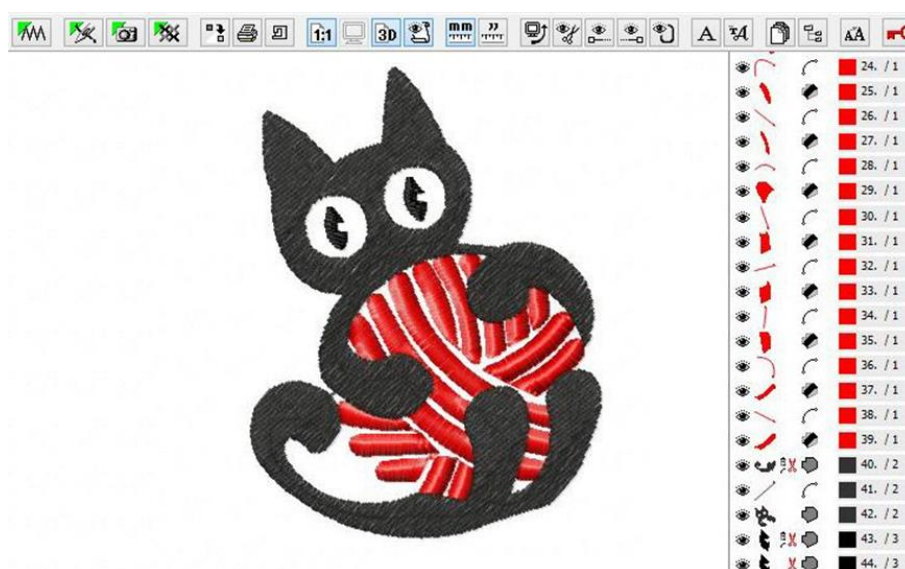 1:1 3D mm ” A A AA
24. / 1
25. / 1
26. / 1
27. / 1
28. / 1
29. / 1
30. / 1
31. / 1
32. / 1
33. / 1
34. / 1
35. / 1
36. / 1
37. / 1
38. / 1
39. / 1
40. / 2
41. / 2
42. / 2
43. / 3
44. / 3